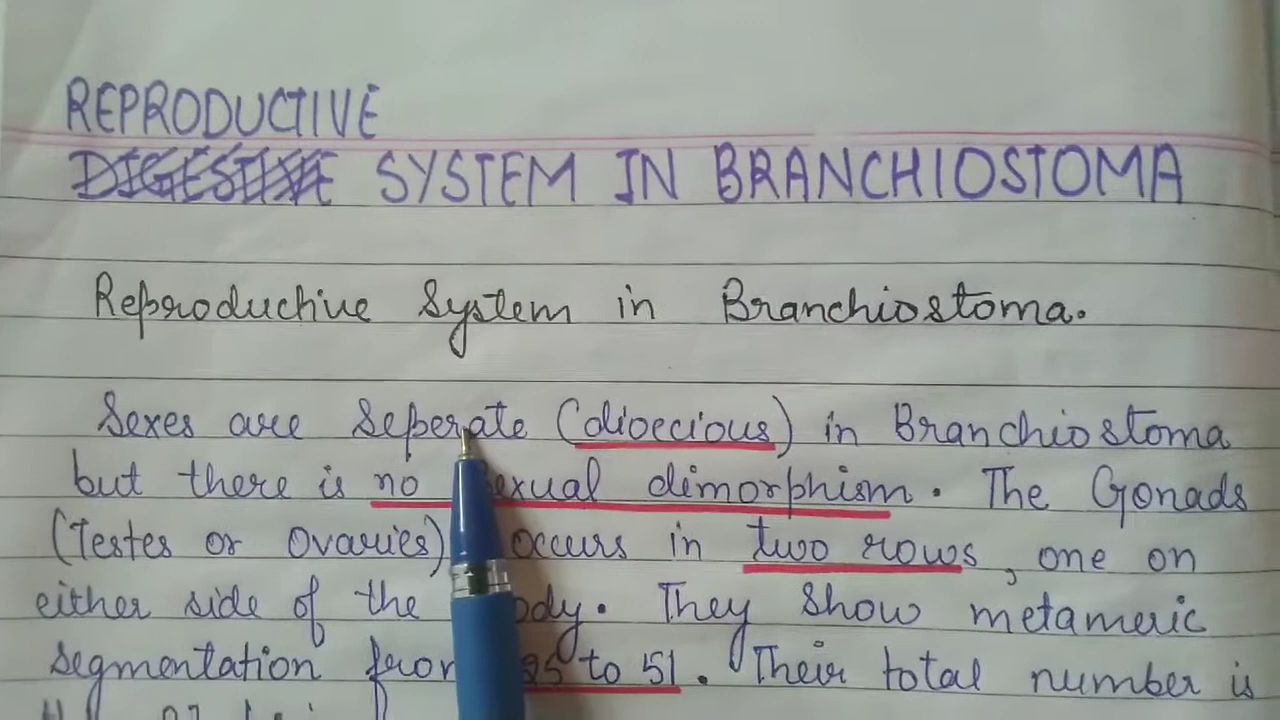 REPRODUCTIVE
DIGESTIVE SYSTEM IN BRANCHIOSTOMA
Reproductive System in Branchiostoma.
Sexes are Seperate (dioecious) in Branchiostoma
but there is no sexual dimorphism. The Gonads
(Testes or Ovaries) occurs in two rows, one on
either side of the body. They show metameric
segmentation from 25 to 51. Their total number is